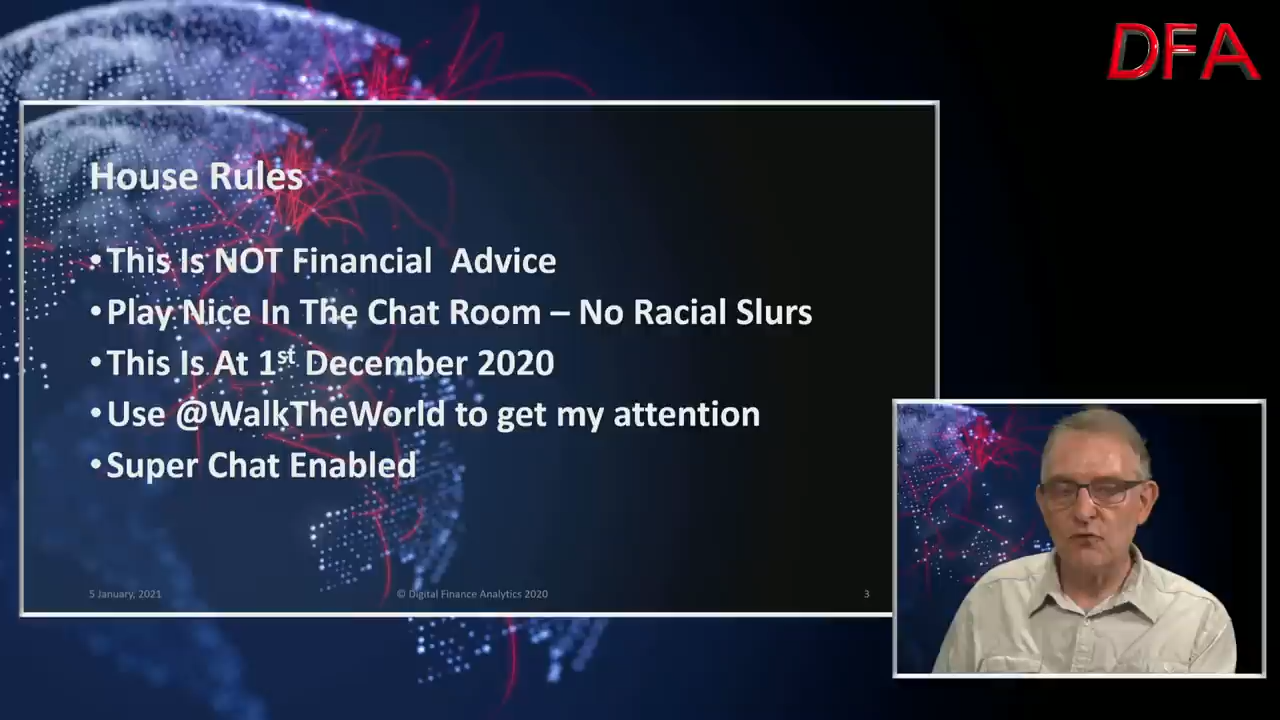 DFA
House Rules
•This Is NOT Financial  Advice
•Play Nice In The Chat Room – No Racial Slurs
•This Is At 1st December 2020
•Use @WalkTheWorld to get my attention
•Super Chat Enabled
5 January, 2021
© Digital Finance Analytics 2020
3